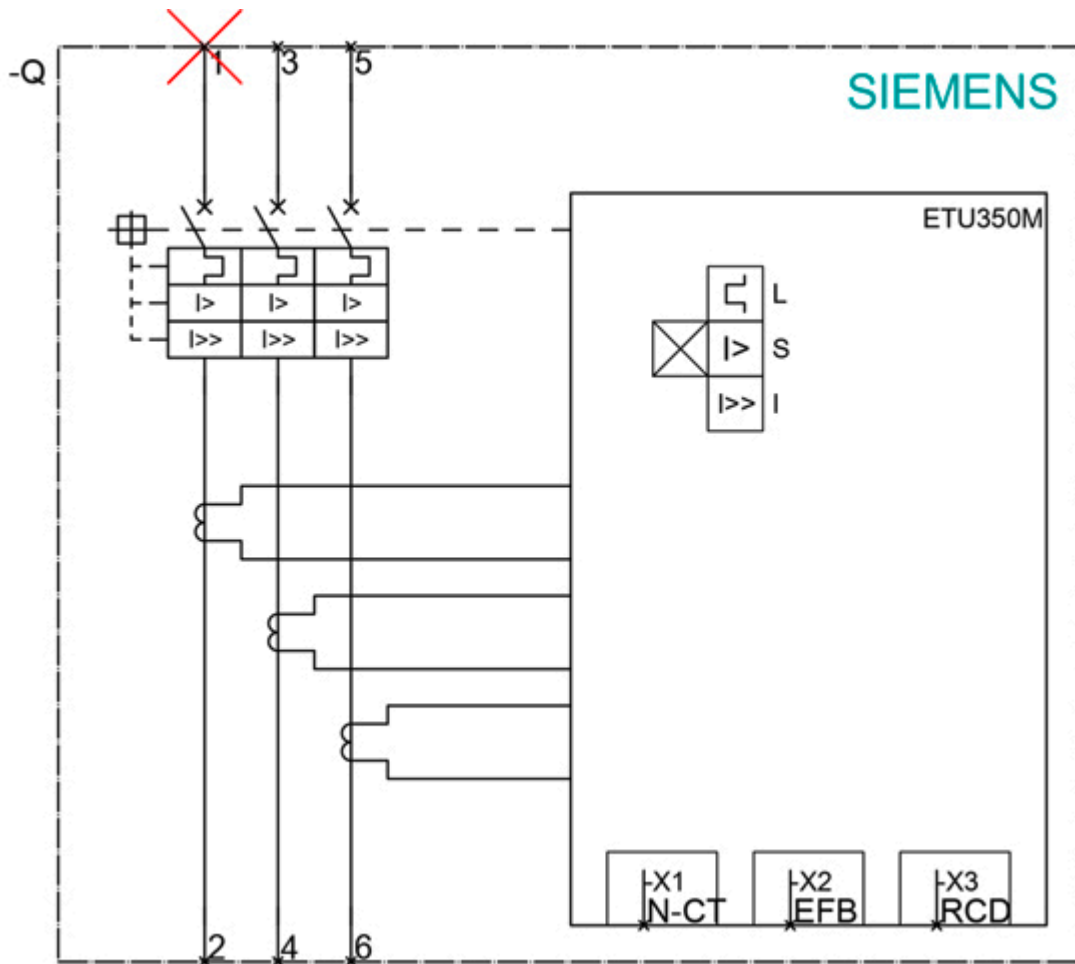 1 3 5
-Q
SIEMENS
ETU350M
L
I> I> I>
I>> I>> I>>
I> S
I>> I
-X1 -X2 -X3
N-CT EFB RCD
2 4 6